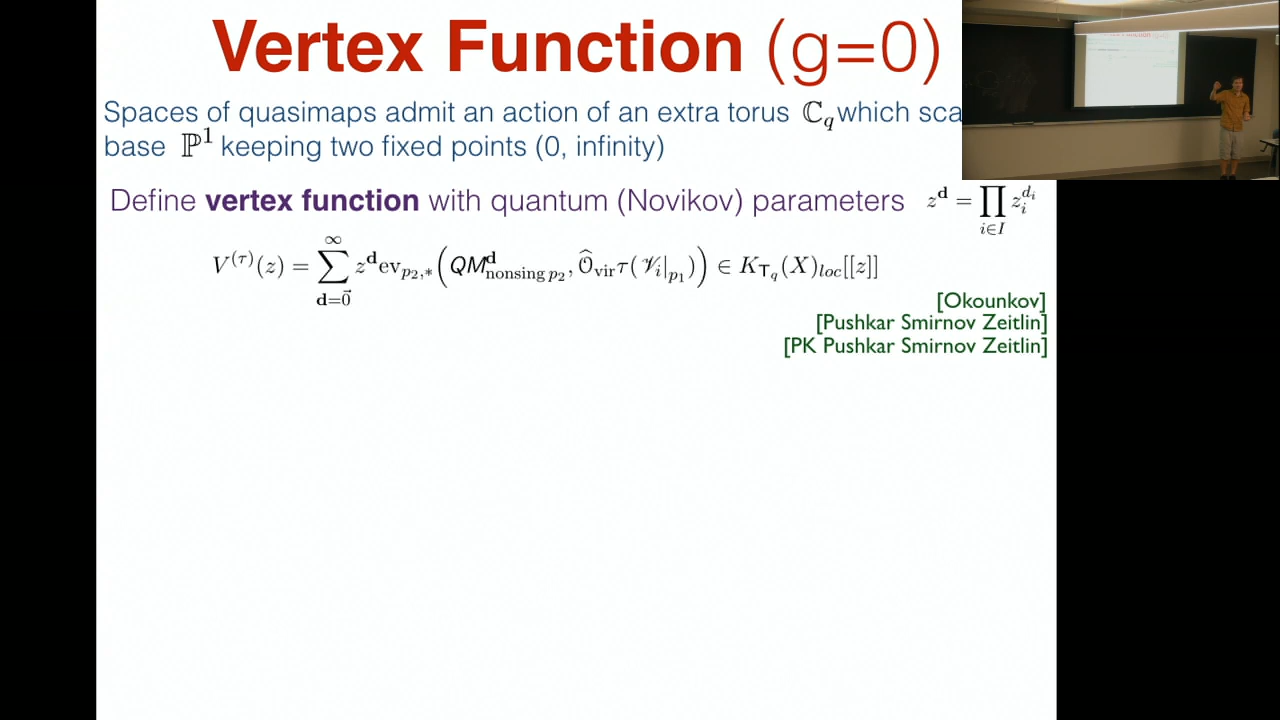 Vertex Function (g=0)
Spaces of quasimaps admit an action of an extra torus ℂ_q which sca
base ℙ¹ keeping two fixed points (0, infinity)
Define vertex function with quantum (Novikov) parameters z^𝐝 = ∏_{i∈I} z_i^{d_i}
V^{(τ)}(z) = ∑_{𝐝=0⃗}^{∞} z^𝐝 ev_{p_2,*}(QM^𝐝_{nonsing p_2}, Ô_vir τ(𝒱_i|_{p_1})) ∈ K_{T_q}(X)_{loc}[[z]]
[Okounkov]
[Pushkar Smirnov Zeitlin]
[PK Pushkar Smirnov Zeitlin]